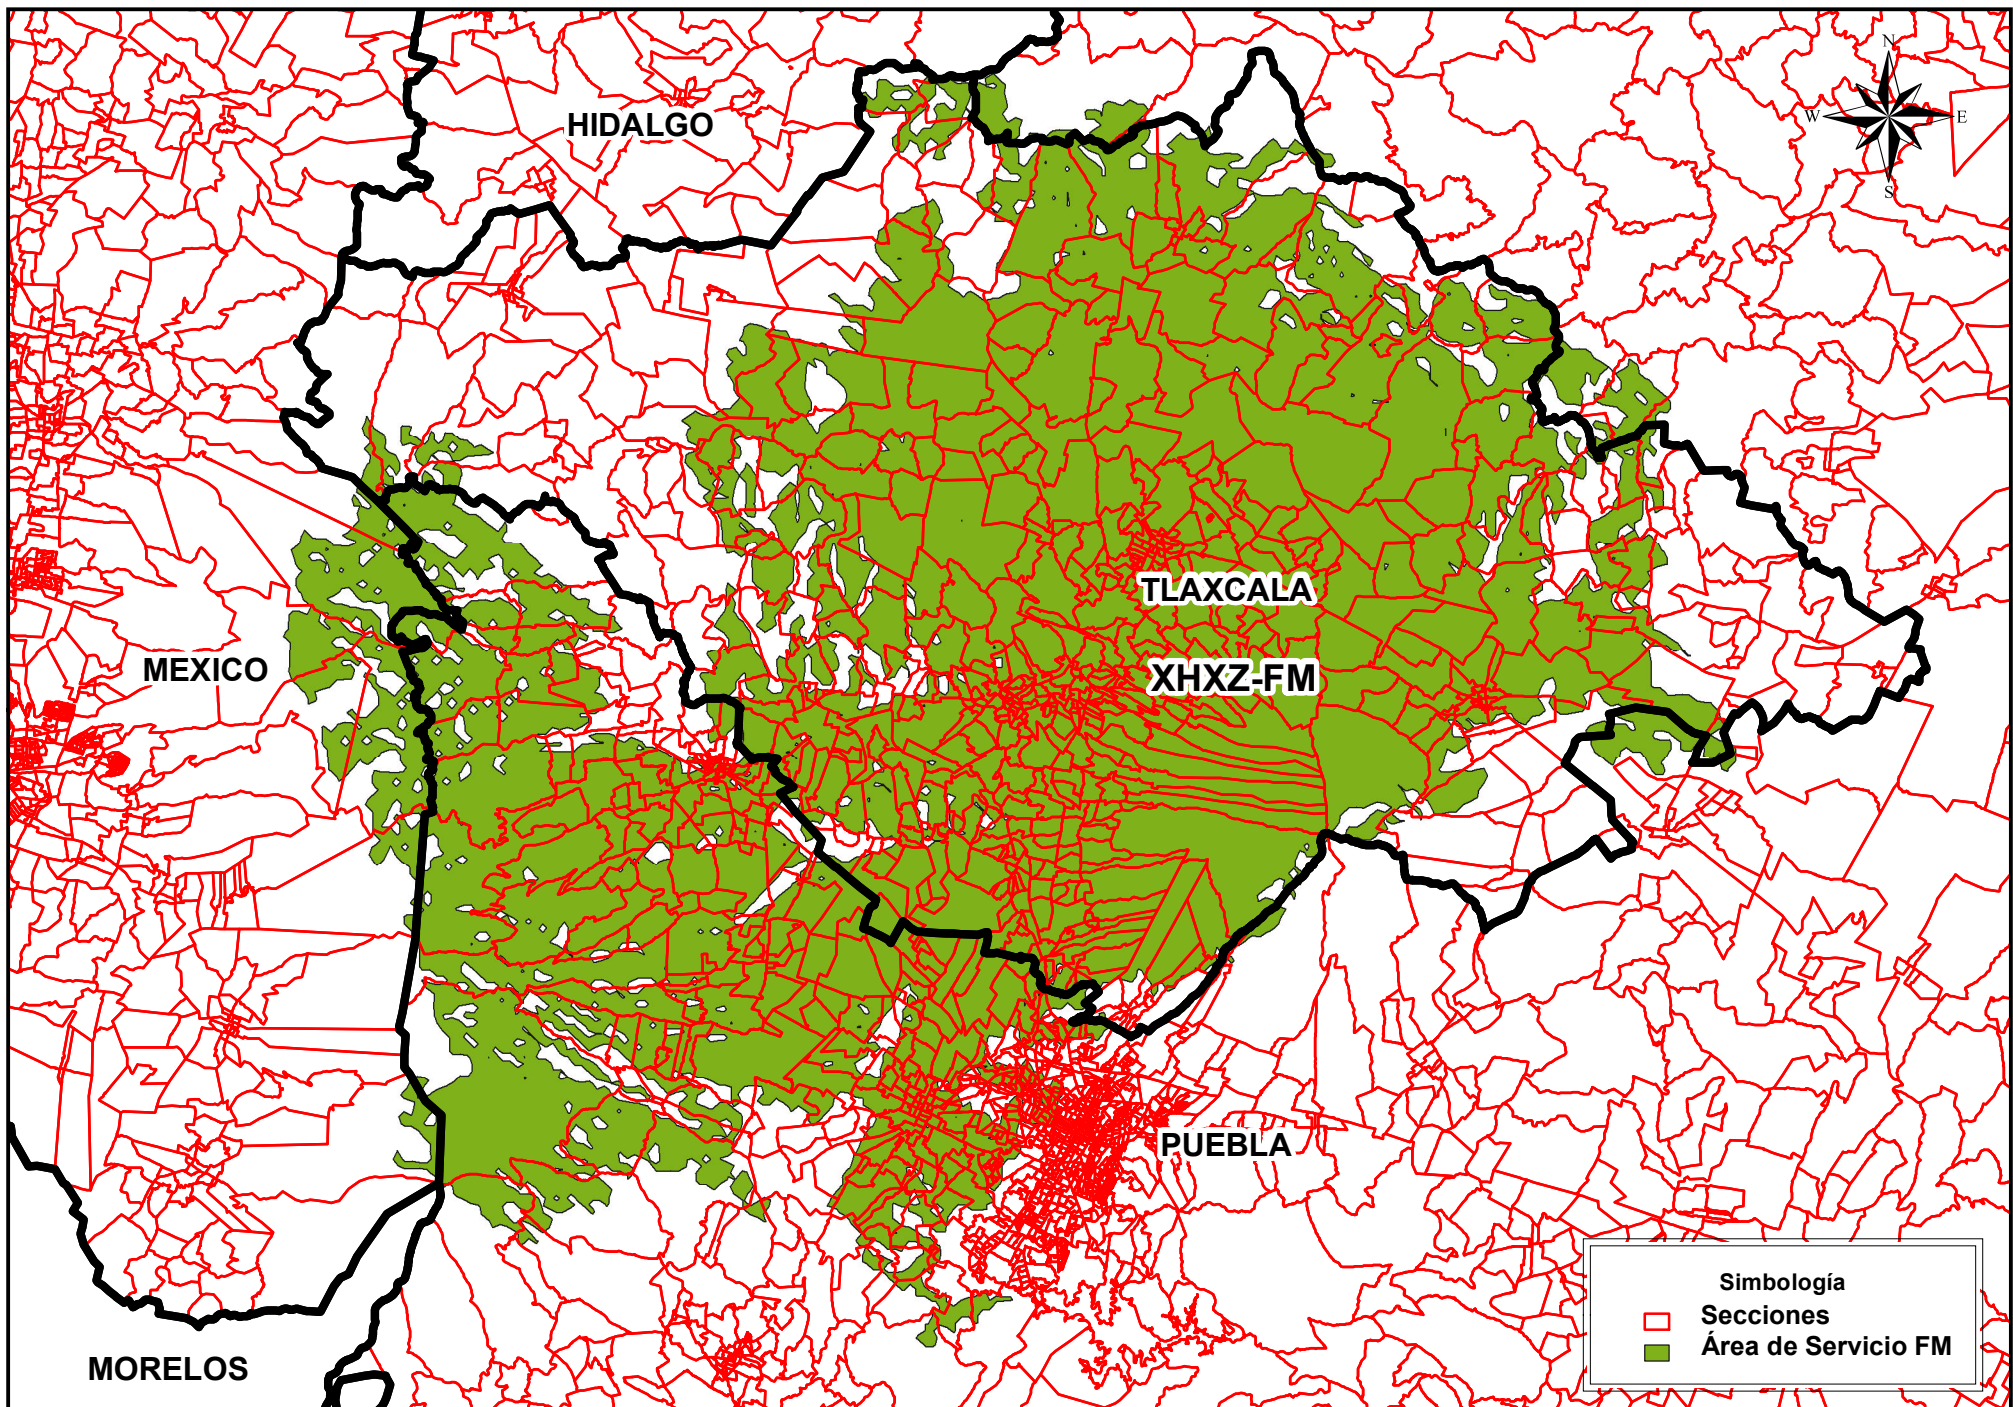 N
HIDALGO
W
E
S
TLAXCALA
MEXICO
XHXZ-FM
PUEBLA
Simbología
Secciones
Área de Servicio FM
MORELOS